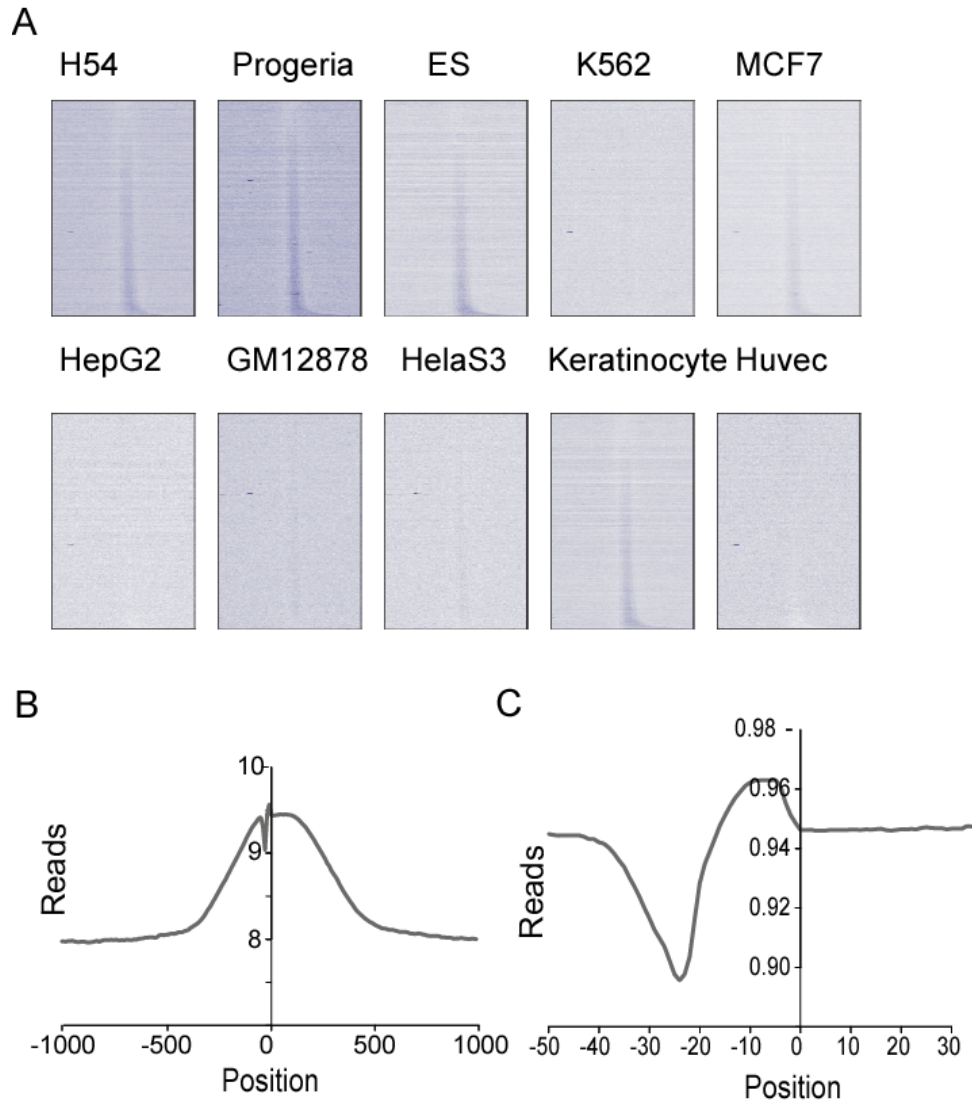 A
H54 Progeria ES K562 MCF7
HepG2 GM12878 HelaS3 Keratinocyte Huvec
B
C
10
9
8
Reads
-1000 -500 0 500 1000
Position
0.98
0.96
0.94
0.92
0.90
Reads
-50 -40 -30 -20 -10 0 10 20 30
Position